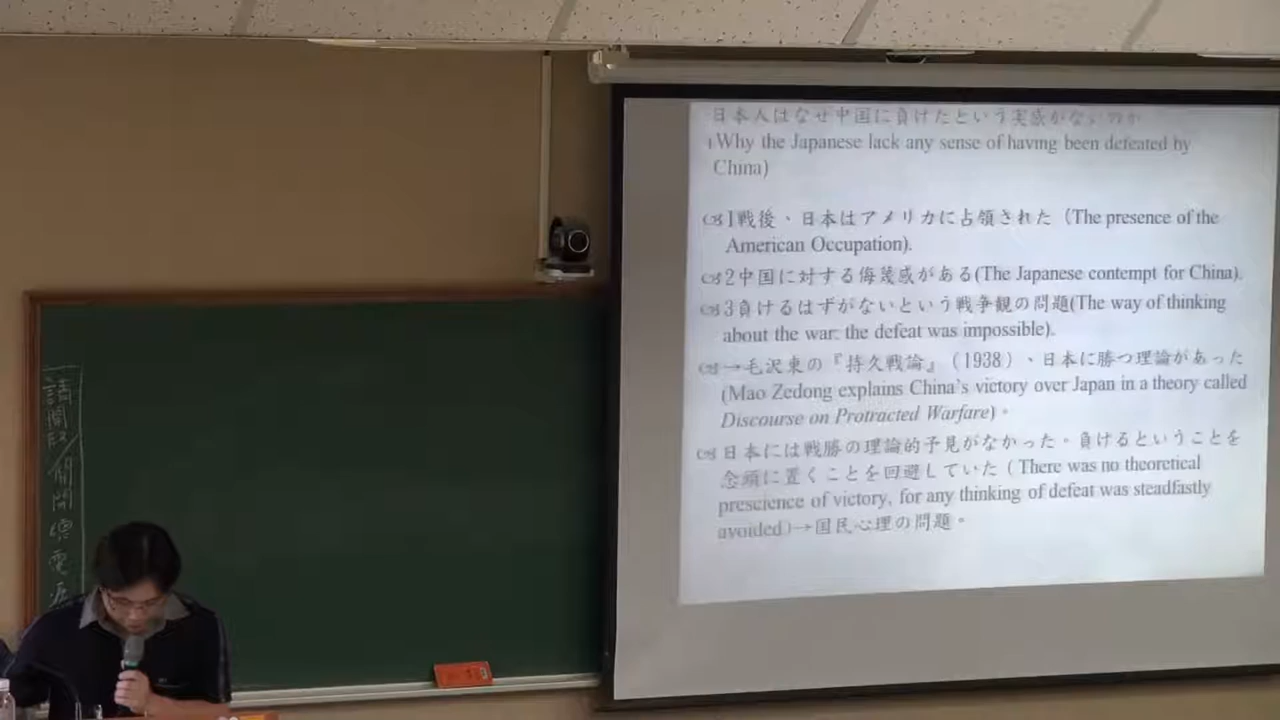 日本人はなぜ中国に負けたという実感がないのか
(Why the Japanese lack any sense of having been defeated by
China)
1戦後、日本はアメリカに占領された（The presence of the
American Occupation).
2中国に対する侮蔑感がある(The Japanese contempt for China).
3負けるはずがないという戦争観の問題(The way of thinking
about the war: the defeat was impossible).
→毛沢東の『持久戦論』（1938）、日本に勝つ理論があった
(Mao Zedong explains China's victory over Japan in a theory called
Discourse on Protracted Warfare)。
日本には戦勝の理論的予見がなかった。負けるということを
念頭に置くことを回避していた（There was no theoretical
prescience of victory, for any thinking of defeat was steadfastly
avoided)→国民心理の問題。
請關